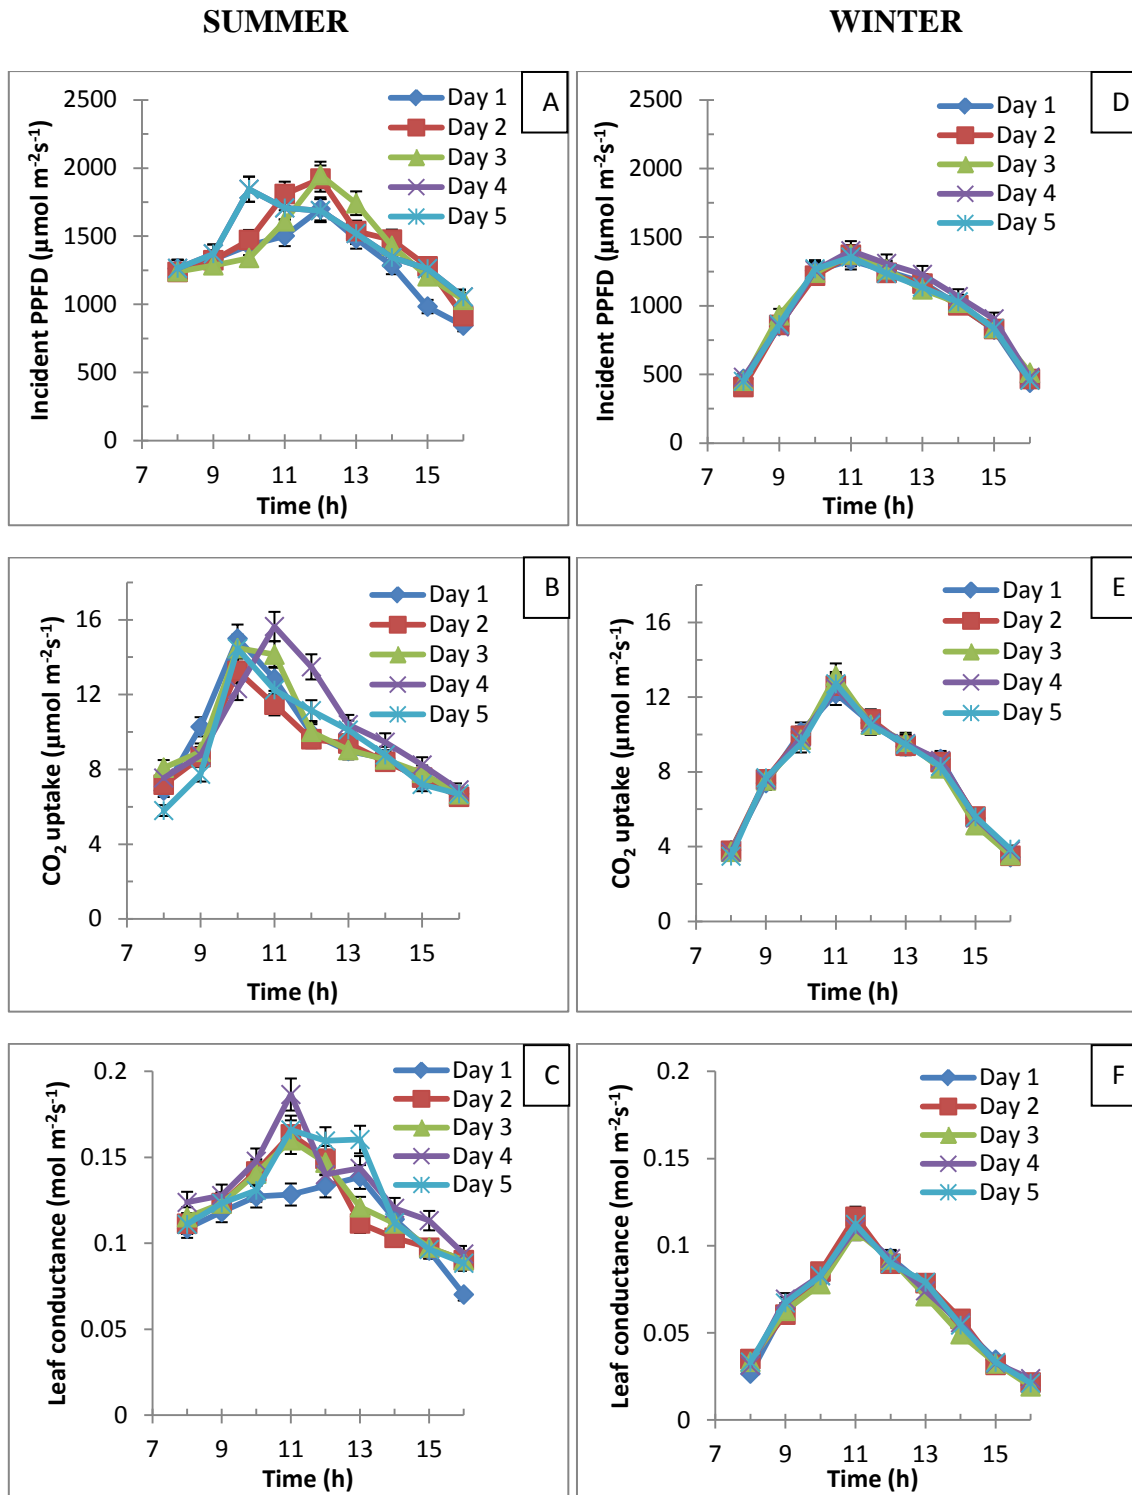 SUMMER
WINTER
A
Incident PPFD (µmol m⁻²s⁻¹)
2500
2000
1500
1000
500
0
7 9 11 13 15
Time (h)
Day 1
Day 2
Day 3
Day 4
Day 5
D
Incident PPFD (µmol m⁻²s⁻¹)
2500
2000
1500
1000
500
0
7 9 11 13 15
Time (h)
Day 1
Day 2
Day 3
Day 4
Day 5
B
CO₂ uptake (µmol m⁻²s⁻¹)
16
12
8
4
0
7 9 11 13 15
Time (h)
Day 1
Day 2
Day 3
Day 4
Day 5
E
CO₂ uptake (µmol m⁻²s⁻¹)
16
12
8
4
0
7 9 11 13 15
Time (h)
Day 1
Day 2
Day 3
Day 4
Day 5
C
Leaf conductance (mol m⁻²s⁻¹)
0.2
0.15
0.1
0.05
0
7 9 11 13 15
Time (h)
Day 1
Day 2
Day 3
Day 4
Day 5
F
Leaf conductance (mol m⁻²s⁻¹)
0.2
0.15
0.1
0.05
0
7 9 11 13 15
Time (h)
Day 1
Day 2
Day 3
Day 4
Day 5